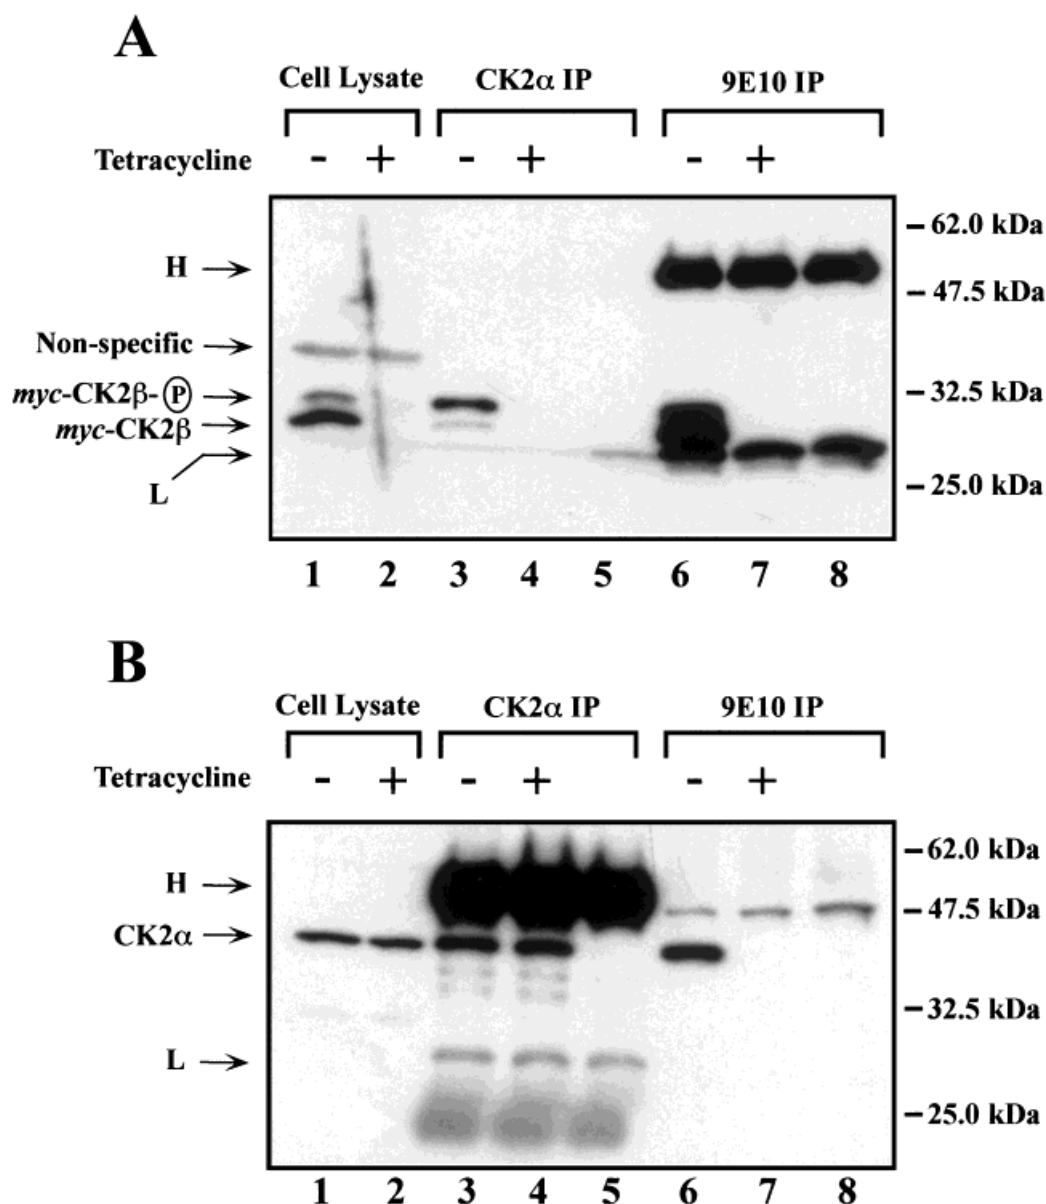 A
Cell Lysate CK2α IP 9E10 IP
Tetracycline - + - + - +
62.0 kDa
H
47.5 kDa
Non-specific
myc-CK2β-Ⓟ
32.5 kDa
myc-CK2β
L
25.0 kDa
1 2 3 4 5 6 7 8
B
Cell Lysate CK2α IP 9E10 IP
Tetracycline - + - + - +
62.0 kDa
H
47.5 kDa
CK2α
32.5 kDa
L
25.0 kDa
1 2 3 4 5 6 7 8